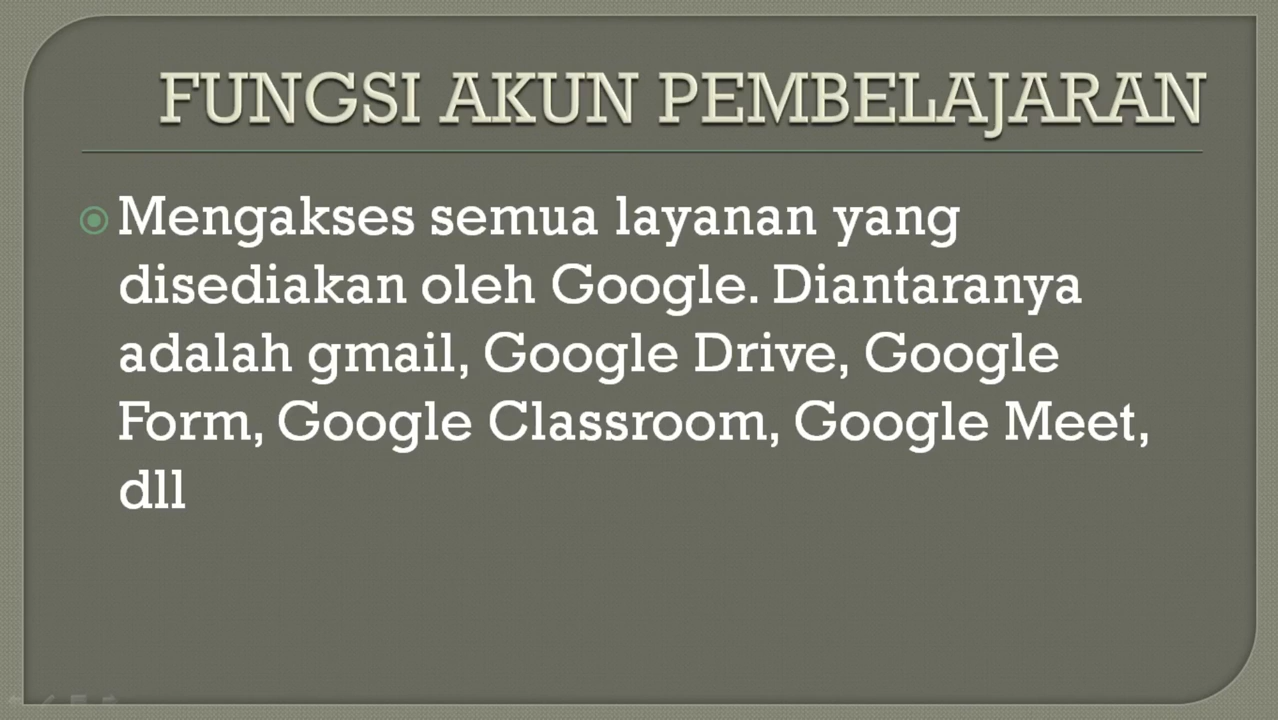 FUNGSI AKUN PEMBELAJARAN
Mengakses semua layanan yang
disediakan oleh Google. Diantaranya
adalah gmail, Google Drive, Google
Form, Google Classroom, Google Meet,
dll